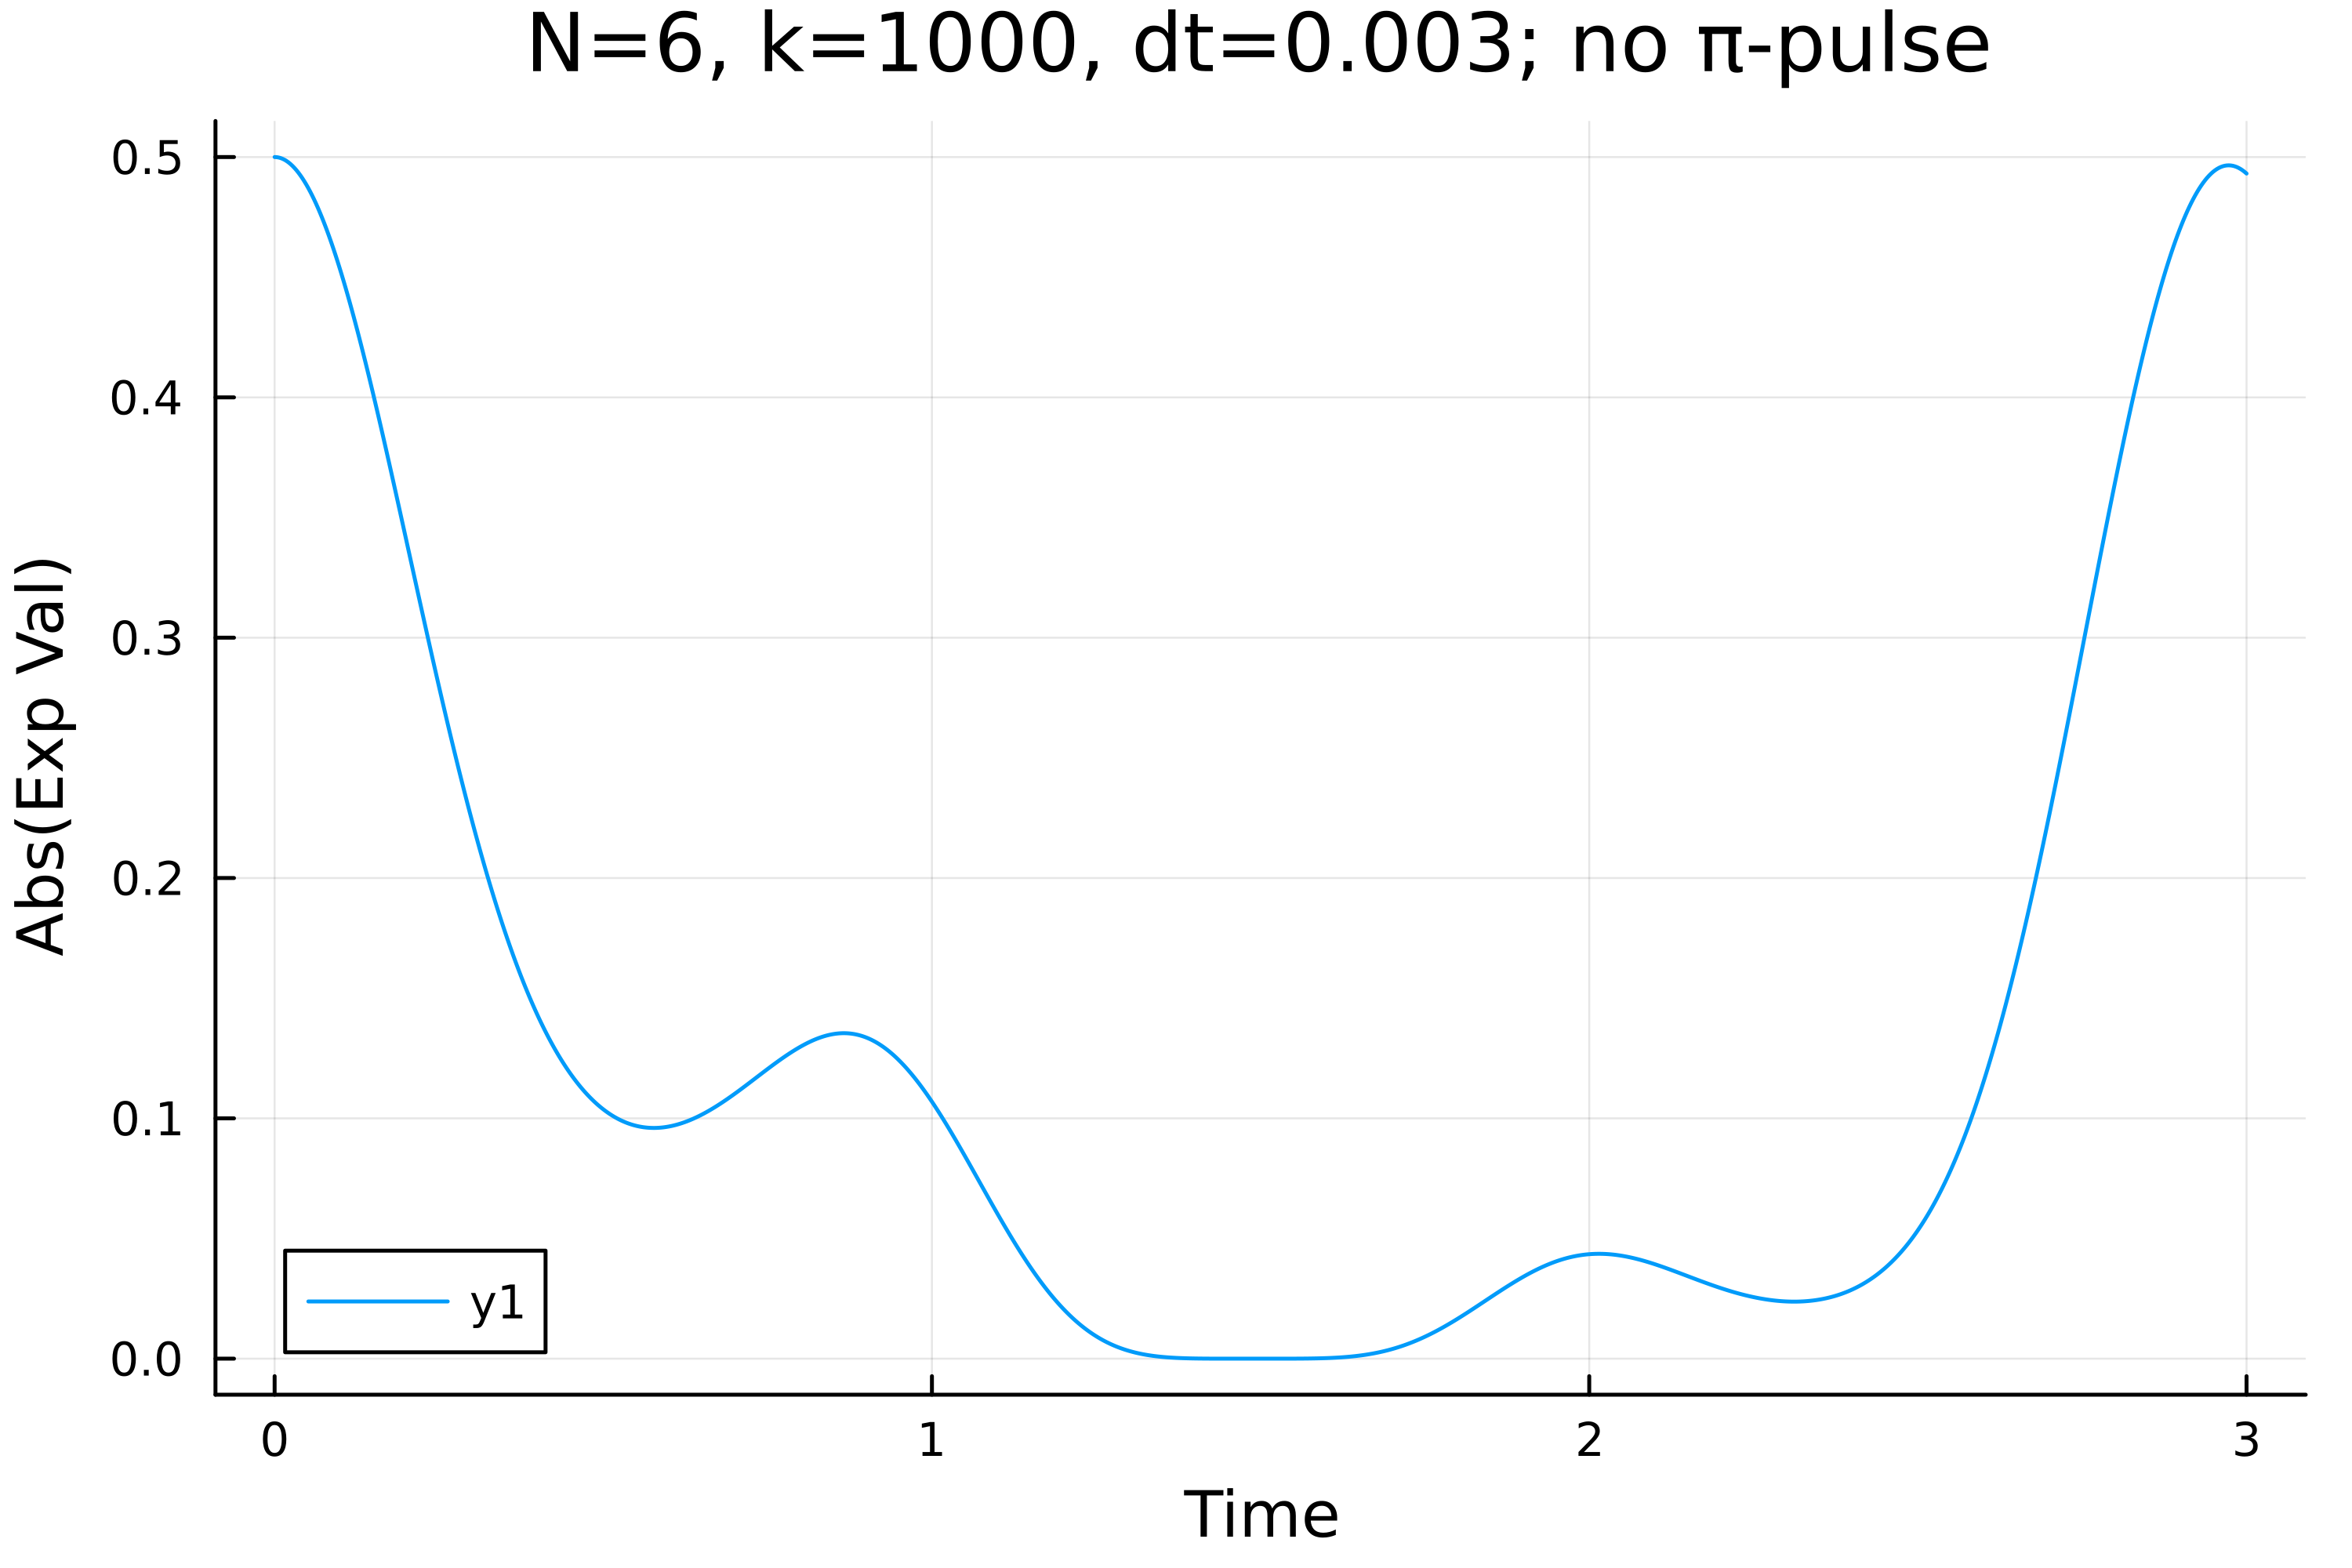 N=6, k=1000, dt=0.003; no π-pulse
Abs(Exp Val)
0.5
0.4
0.3
0.2
0.1
0.0
y1
0 1 2 3
Time